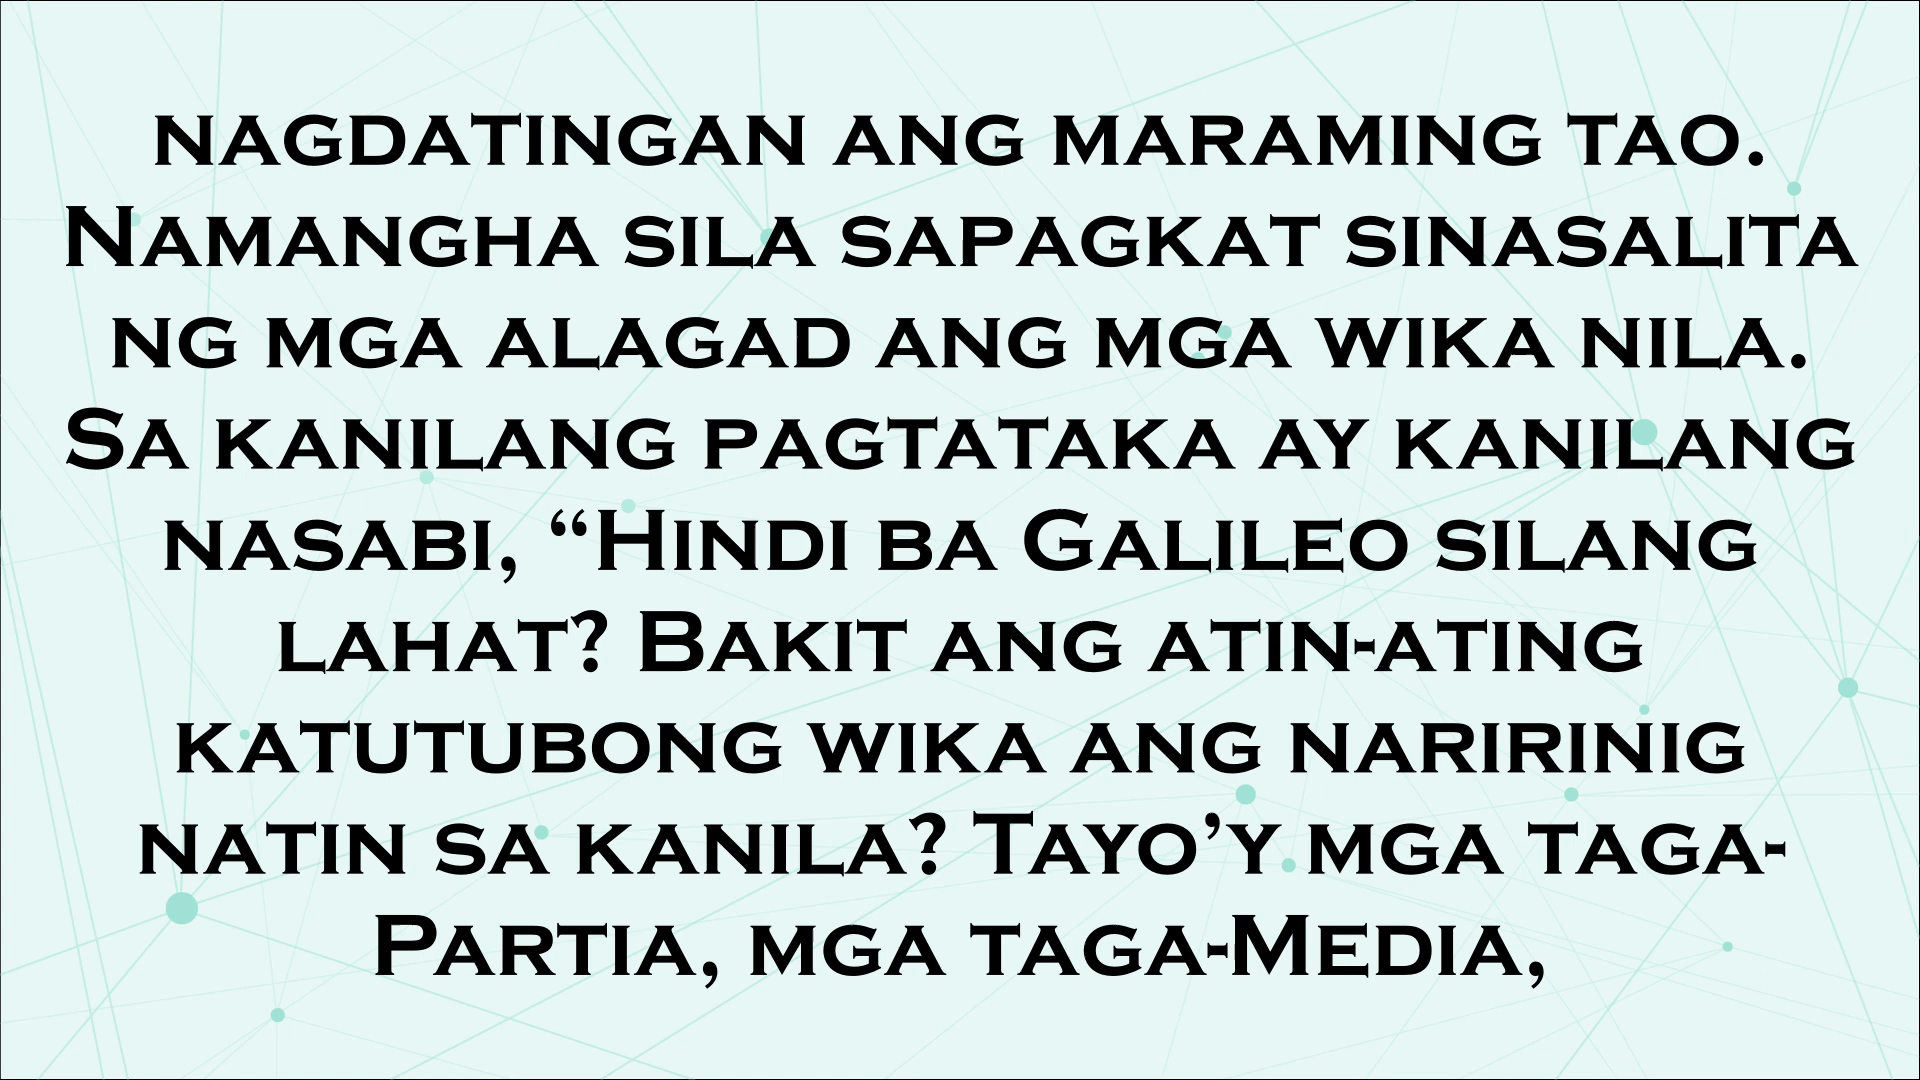 nagdatingan ang maraming tao.
Namangha sila sapagkat sinasalita
ng mga alagad ang mga wika nila.
Sa kanilang pagtataka ay kanilang
nasabi, “Hindi ba Galileo silang
lahat? Bakit ang atin-ating
katutubong wika ang naririnig
natin sa kanila? Tayo’y mga taga-
Partia, mga taga-Media,